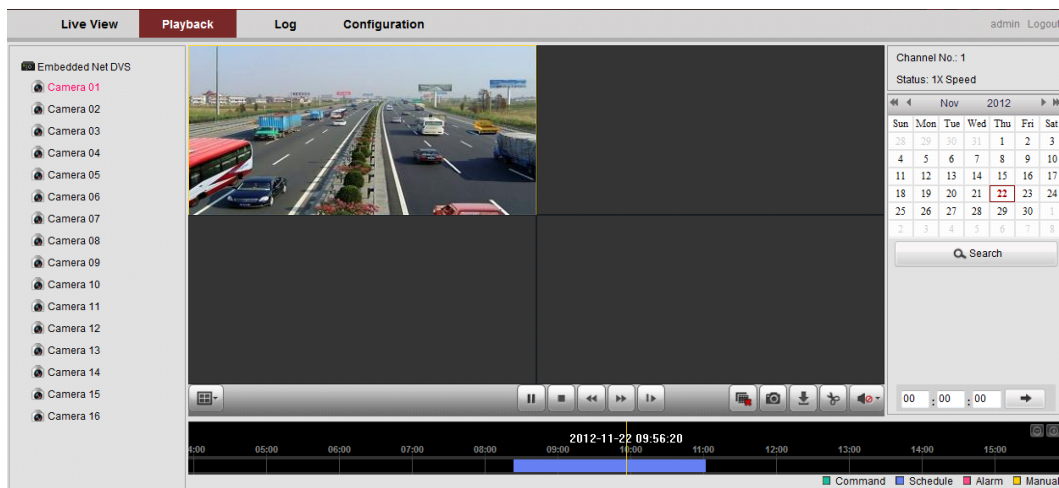 Live View Playback Log Configuration admin Logout
Embedded Net DVS
Camera 01
Camera 02
Camera 03
Camera 04
Camera 05
Camera 06
Camera 07
Camera 08
Camera 09
Camera 10
Camera 11
Camera 12
Camera 13
Camera 14
Camera 15
Camera 16
Channel No.: 1
Status: 1X Speed
Nov 2012
Sun Mon Tue Wed Thu Fri Sat
28 29 30 31 1 2 3
4 5 6 7 8 9 10
11 12 13 14 15 16 17
18 19 20 21 22 23 24
25 26 27 28 29 30 1
2 3 4 5 6 7 8
Search
00 : 00 : 00
2012-11-22 09:56:20
4:00 05:00 06:00 07:00 08:00 09:00 10:00 11:00 12:00 13:00 14:00 15:00
Command Schedule Alarm Manual